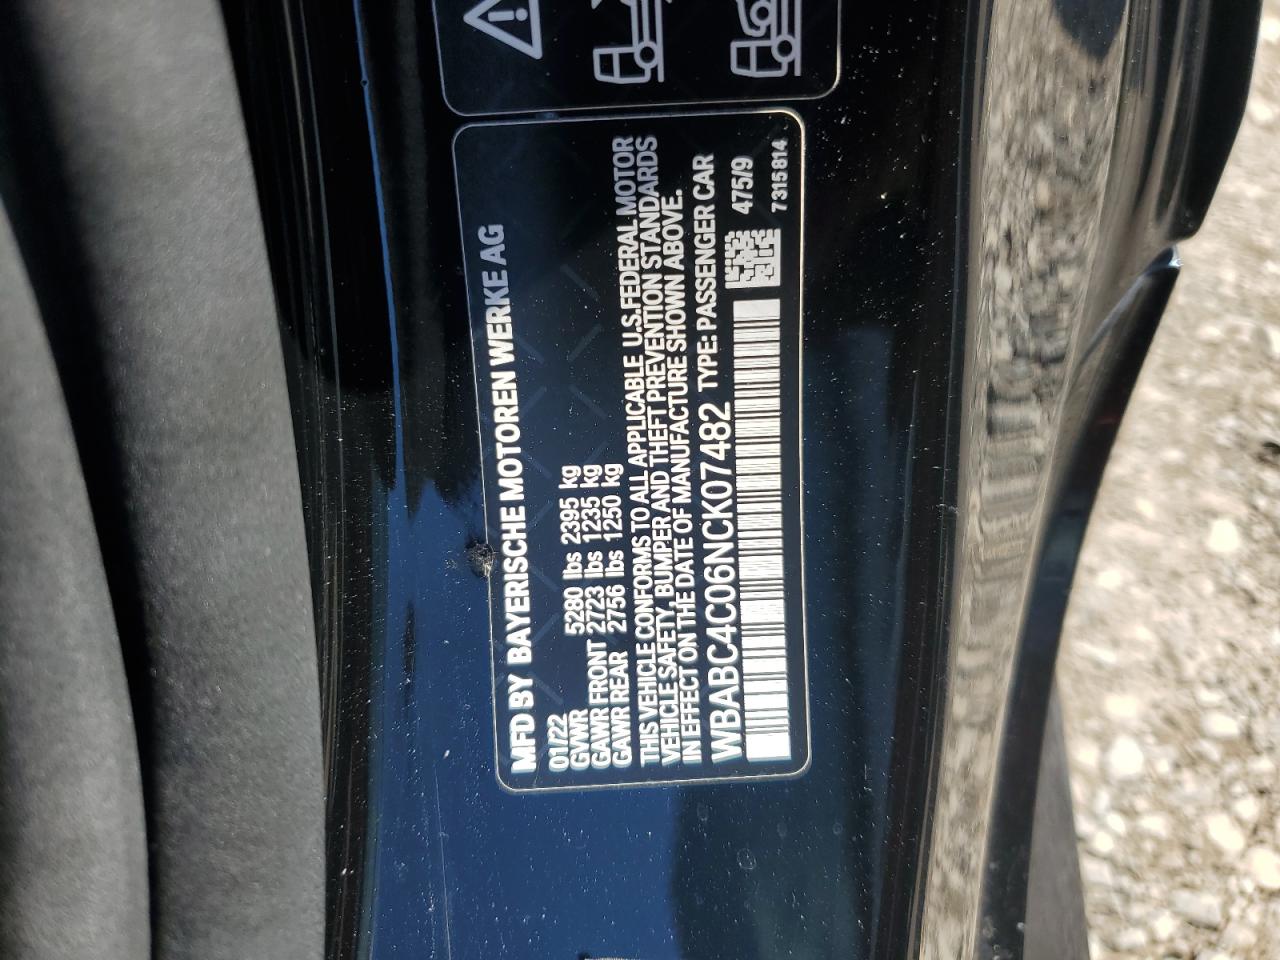 MFD BY BAYERISCHE MOTOREN WERKE AG
01/22
GVWR 5280 lbs 2395 kg
GAWR FRONT 2723 lbs 1235 kg
GAWR REAR 2756 lbs 1250 kg
THIS VEHICLE CONFORMS TO ALL APPLICABLE U.S. FEDERAL MOTOR
VEHICLE SAFETY, BUMPER AND THEFT PREVENTION STANDARDS
IN EFFECT ON THE DATE OF MANUFACTURE SHOWN ABOVE.
WBABC4C06NCK07482 TYPE: PASSENGER CAR
475/9
7315814